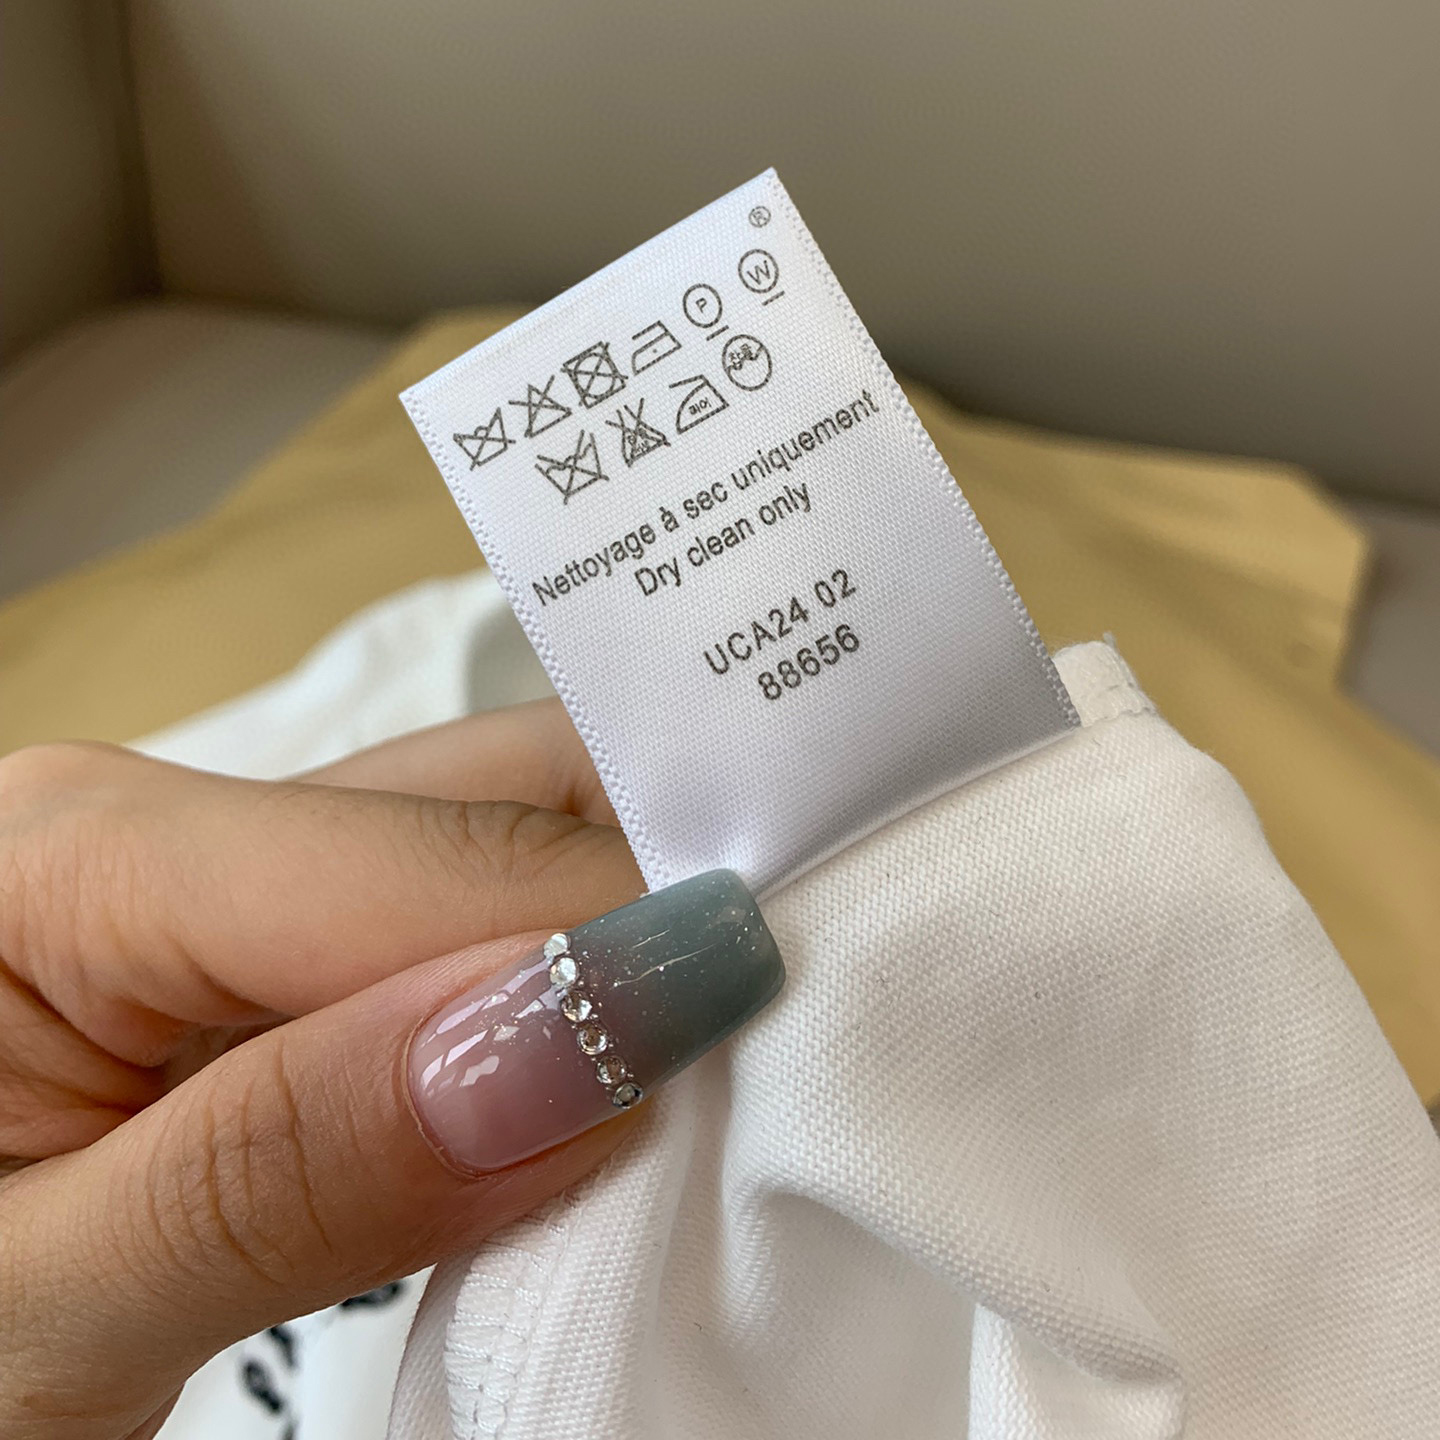 ®
P W
Nettoyage à sec uniquement
Dry clean only
UCA24 02
88656